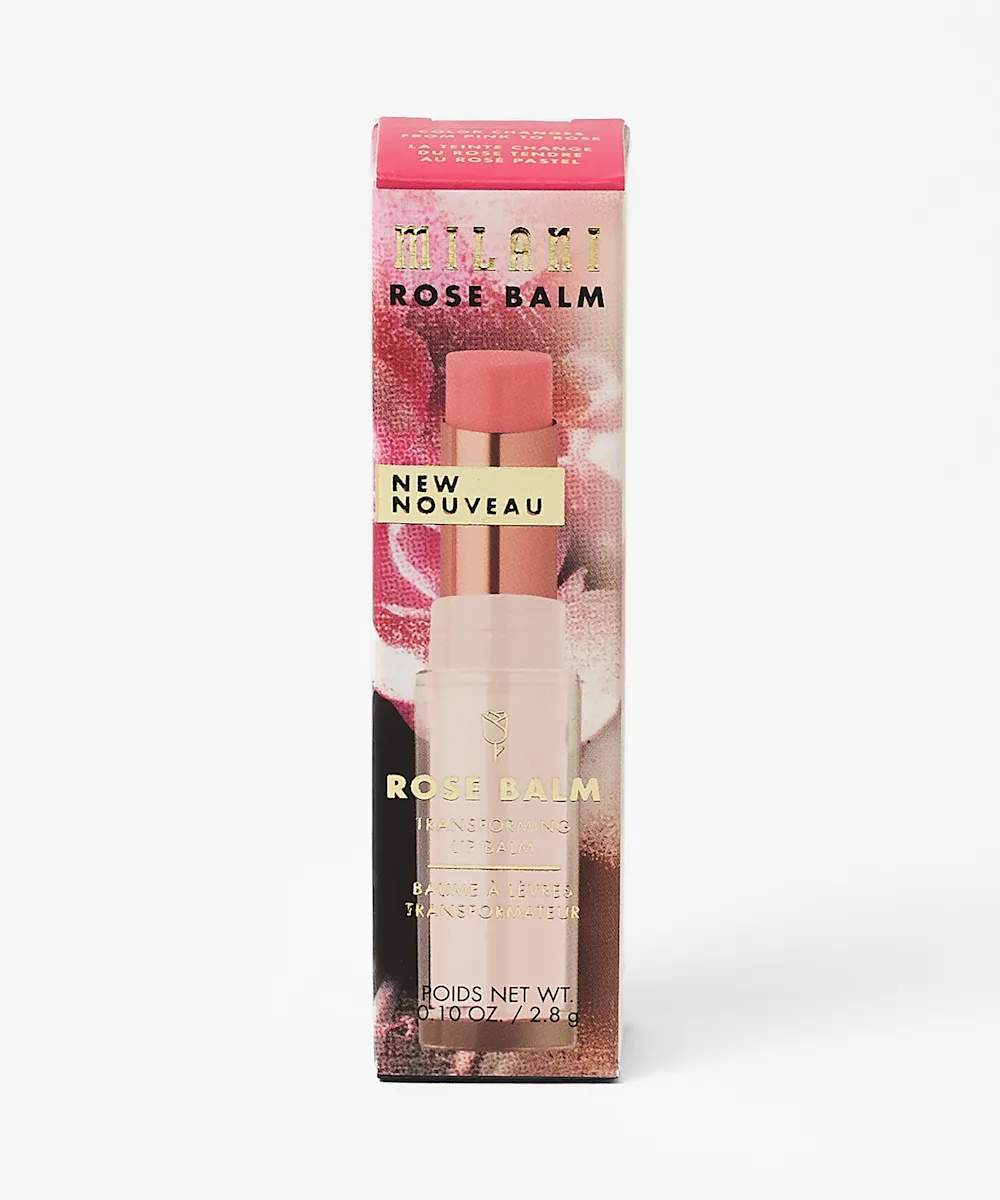 COLOR CHANGES
FROM PINK TO ROSE
LA TEINTE CHANGE
DU ROSE TENDRE
AU ROSÉ PASTEL
MILANI
ROSE BALM
NEW
NOUVEAU
ROSE BALM
TRANSFORMING
LIP BALM
BAUME À LÈVRES
TRANSFORMATEUR
POIDS NET WT.
0.10 OZ. / 2.8 g